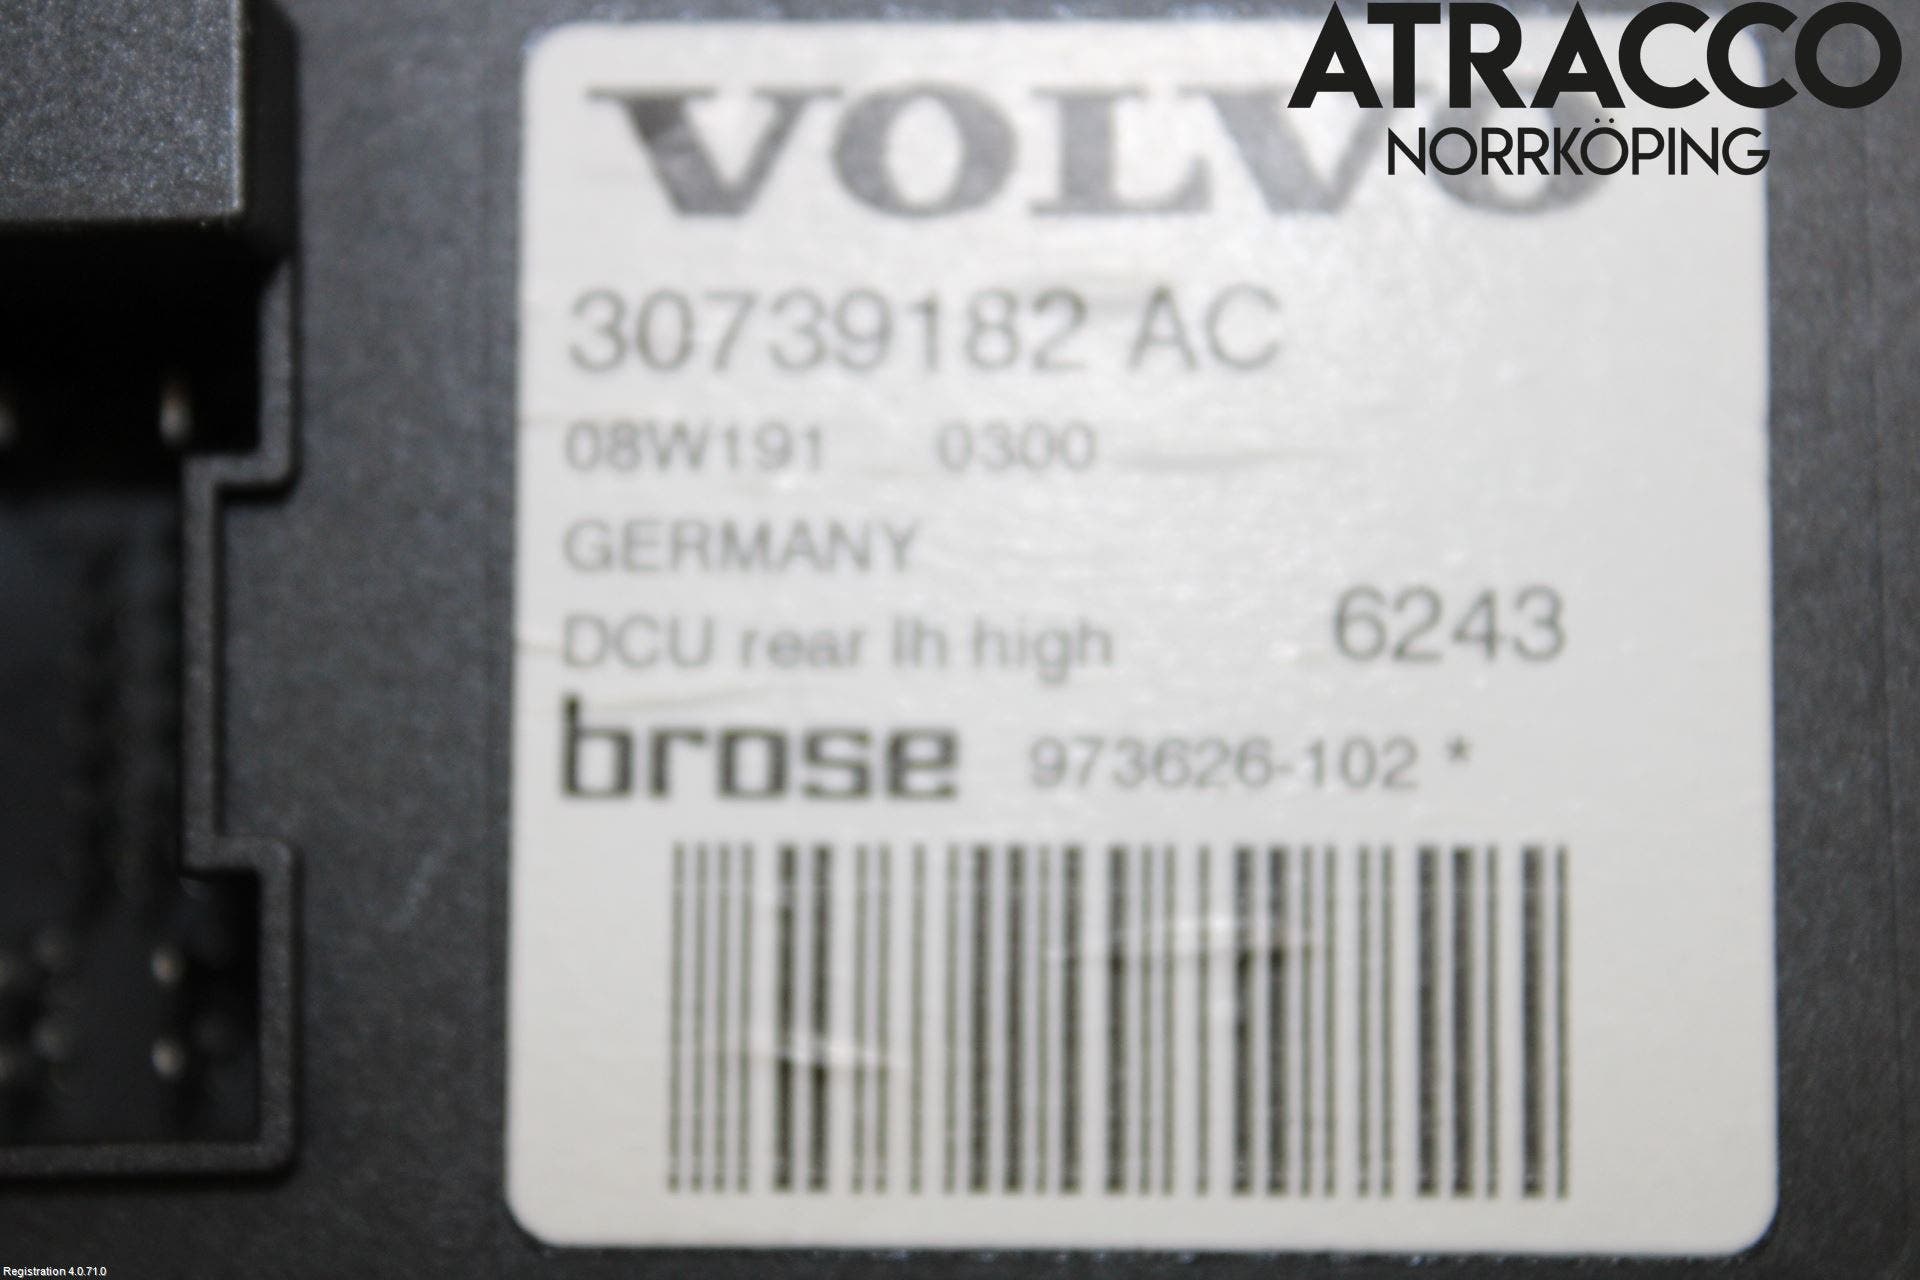 ATRACCO
NORRKÖPING
VOLVO
30739182 AC
08W191 0300
GERMANY
DCU rear lh high 6243
brose 973626-102 *
Registration 4.0.71.0